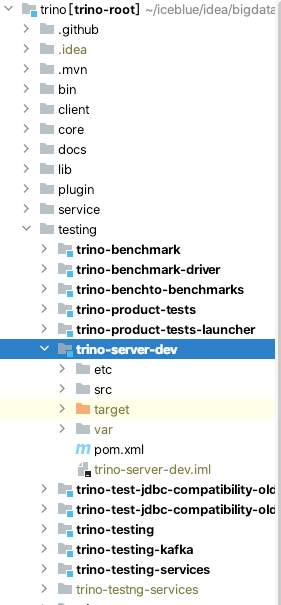 trino [trino-root] ~/iceblue/idea/bigdata
.github
.idea
.mvn
bin
client
core
docs
lib
plugin
service
testing
trino-benchmark
trino-benchmark-driver
trino-benchto-benchmarks
trino-product-tests
trino-product-tests-launcher
trino-server-dev
etc
src
target
var
pom.xml
trino-server-dev.iml
trino-test-jdbc-compatibility-old
trino-test-jdbc-compatibility-old
trino-testing
trino-testing-kafka
trino-testing-services
trino-testng-services